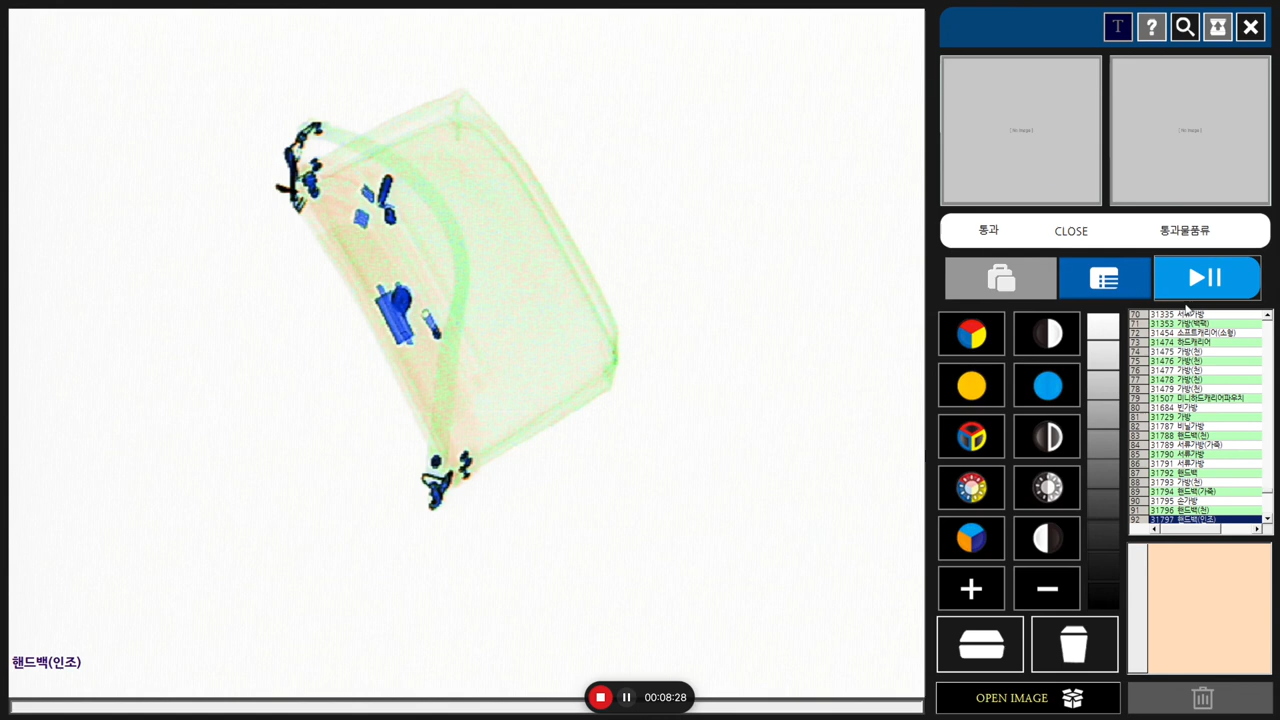 T ?
[ No Image ] [ No Image ]
통과 CLOSE 통과물품류
70 31335 서류가방
71 31353 가방(백팩)
72 31454 소프트캐리어(소형)
73 31474 하드캐리어
74 31475 가방(천)
75 31476 가방(천)
76 31477 가방(천)
77 31478 가방(천)
78 31479 가방(천)
79 31507 미니하드캐리어파우치
80 31684 빈가방
81 31729 가방
82 31787 비닐가방
83 31788 핸드백(천)
84 31789 서류가방(가죽)
85 31790 서류가방
86 31791 서류가방
87 31792 핸드백
88 31793 가방(천)
89 31794 핸드백(가죽)
90 31795 손가방
91 31796 핸드백(천)
92 31797 핸드백(인조)
핸드백(인조)
00:08:28
OPEN IMAGE